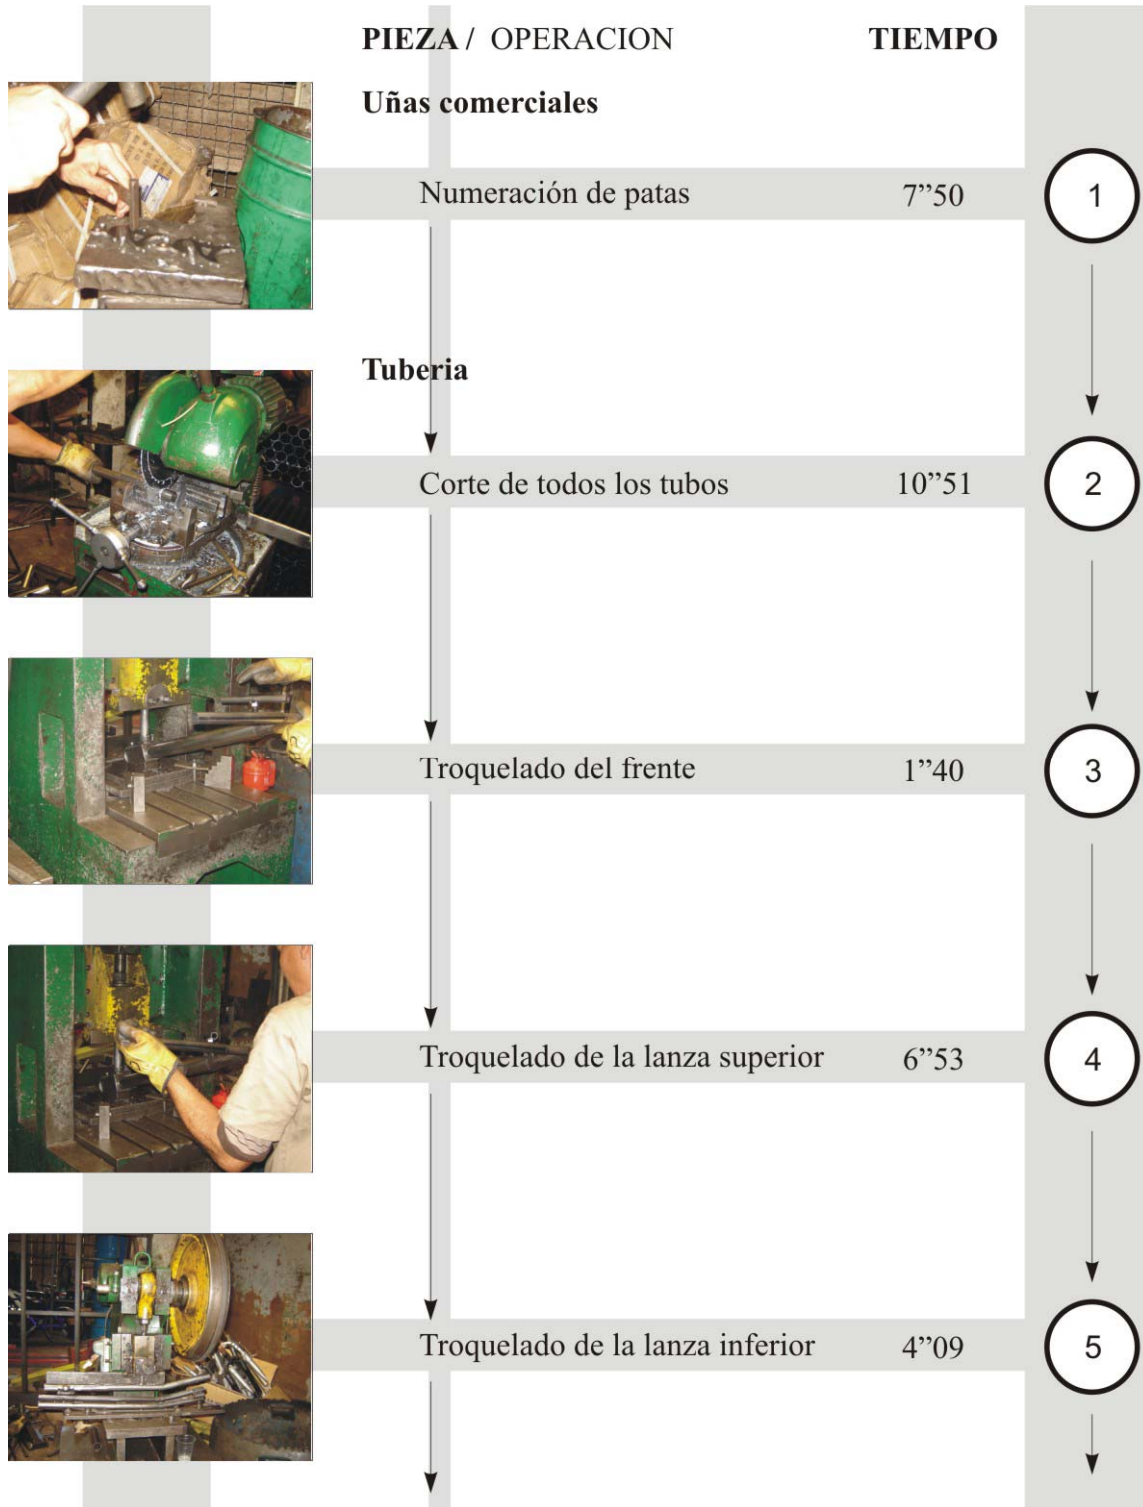 PIEZA / OPERACION TIEMPO
Uñas comerciales
Numeración de patas 7”50 1
Tuberia
Corte de todos los tubos 10”51 2
Troquelado del frente 1”40 3
Troquelado de la lanza superior 6”53 4
Troquelado de la lanza inferior 4”09 5